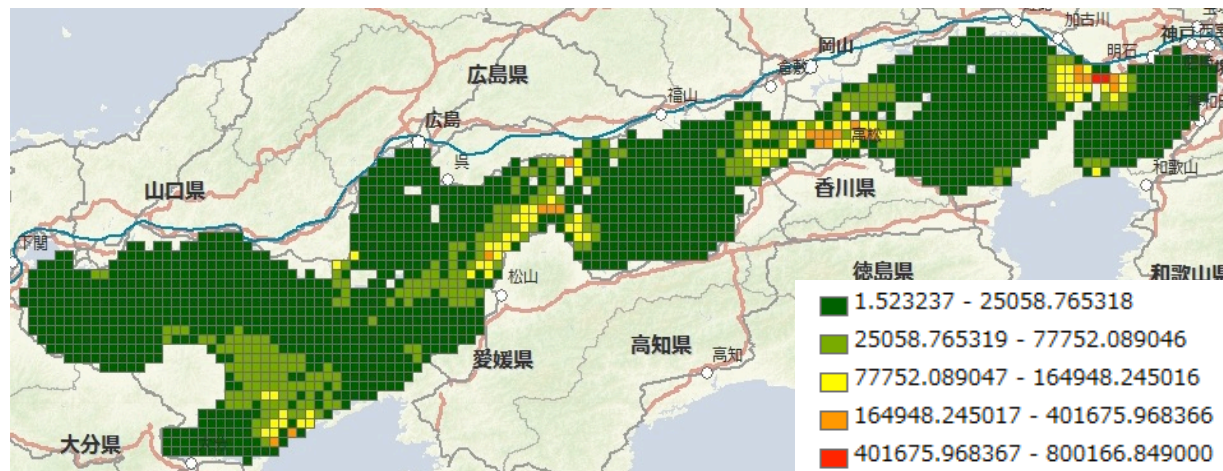 加古川
岡山
明石
神戸
倉敷
広島県
福山
広島
高松
呉
和歌山
山口県
香川県
下関
松山
徳島県
和歌山県
1.523237 - 25058.765318
25058.765319 - 77752.089046
愛媛県
高知県
高知
77752.089047 - 164948.245016
164948.245017 - 401675.968366
大分県
401675.968367 - 800166.849000